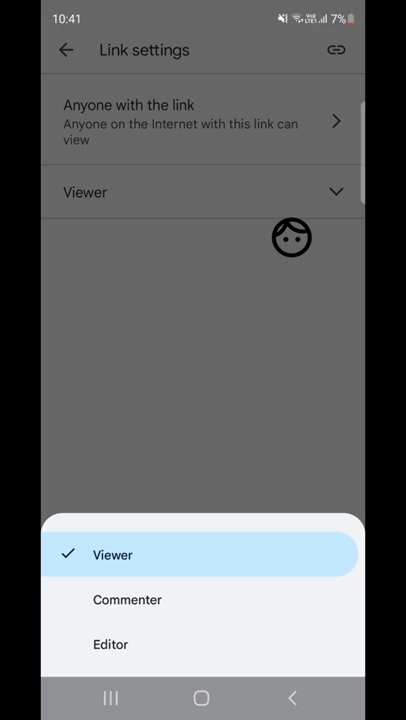 10:41
7%
Link settings
Anyone with the link
Anyone on the Internet with this link can
view
Viewer
Viewer
Commenter
Editor